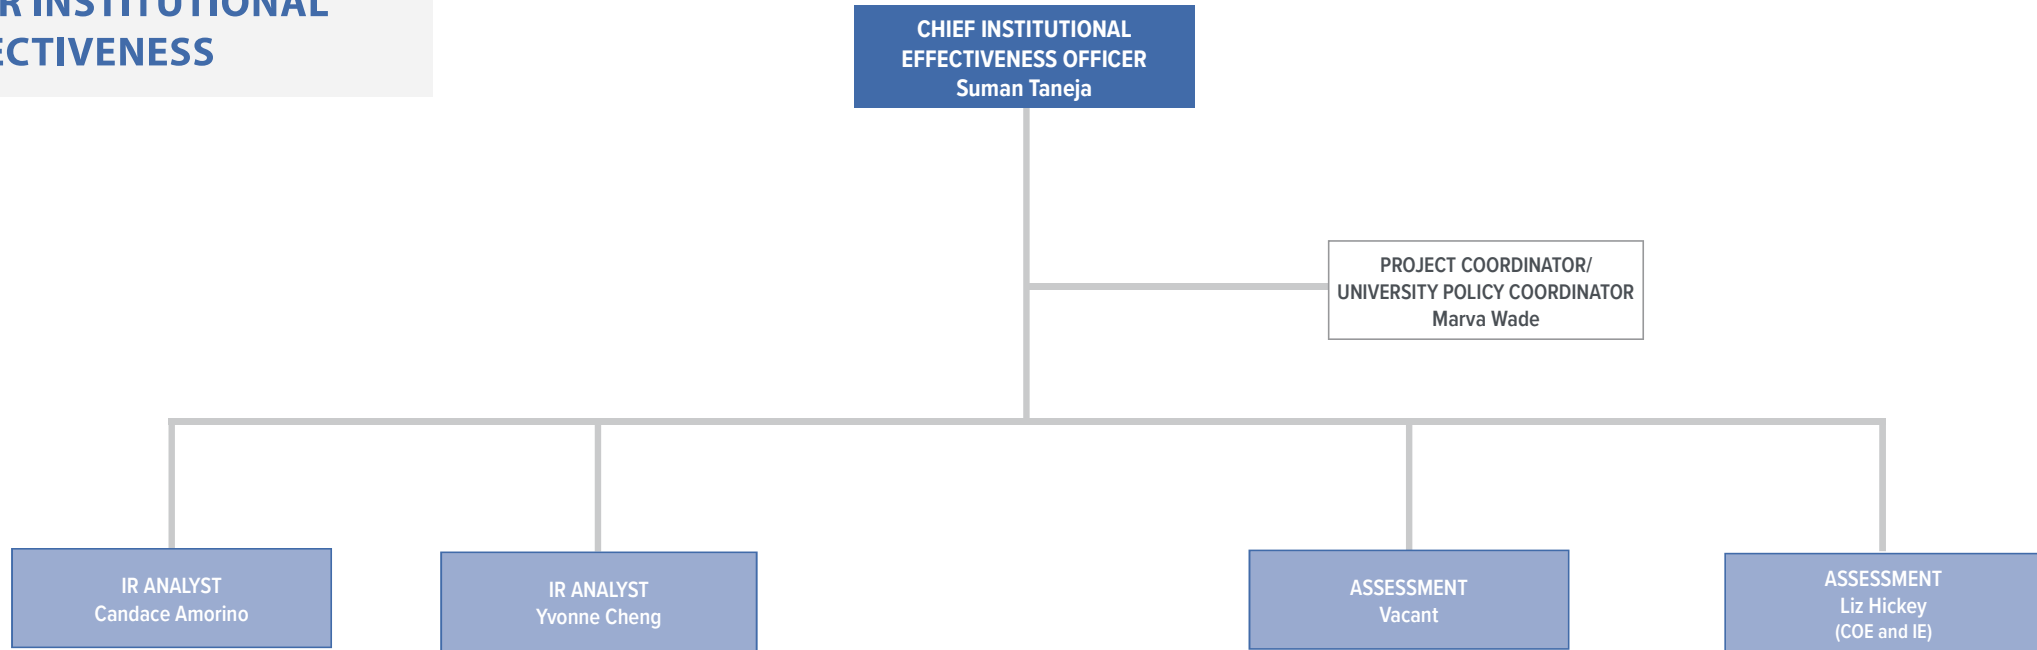 R INSTITUTIONAL
ECTIVENESS
CHIEF INSTITUTIONAL
EFFECTIVENESS OFFICER
Suman Taneja
PROJECT COORDINATOR/
UNIVERSITY POLICY COORDINATOR
Marva Wade
IR ANALYST
Candace Amorino
IR ANALYST
Yvonne Cheng
ASSESSMENT
Vacant
ASSESSMENT
Liz Hickey
(COE and IE)